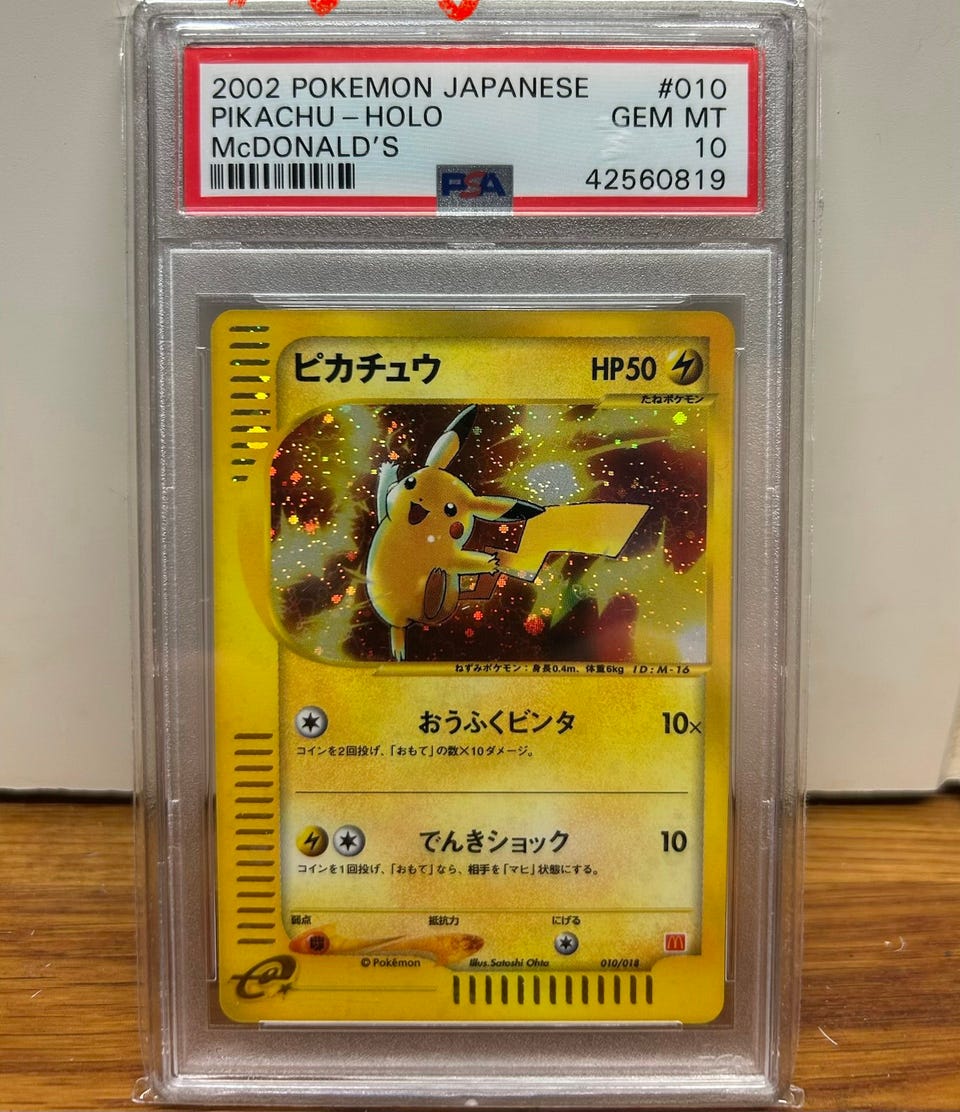 2002 POKEMON JAPANESE #010
PIKACHU – HOLO GEM MT
McDONALD'S 10
PSA 42560819
ピカチュウ HP50
たねポケモン
ねずみポケモン：身長0.4m、体重6kg ID:M-16
おうふくビンタ 10×
コインを2回投げ、「おもて」の数×10ダメージ。
でんきショック 10
コインを1回投げ、「おもて」なら、相手を「マヒ」状態にする。
弱点 抵抗力 にげる
© Pokémon Illus. Satoshi Ohta 010/018
e